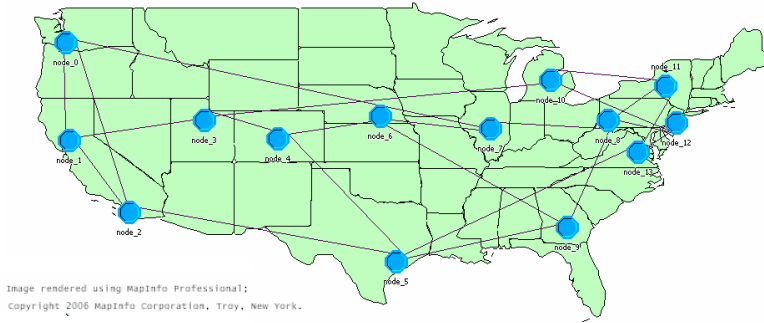 node_11
node_0
node_10
node_3
node_6
node_8
node_12
node_1
node_4
node_7
node_13
node_2
node_9
node_5
Image rendered using MapInfo Professional;
Copyright 2006 MapInfo Corporation, Troy, New York.